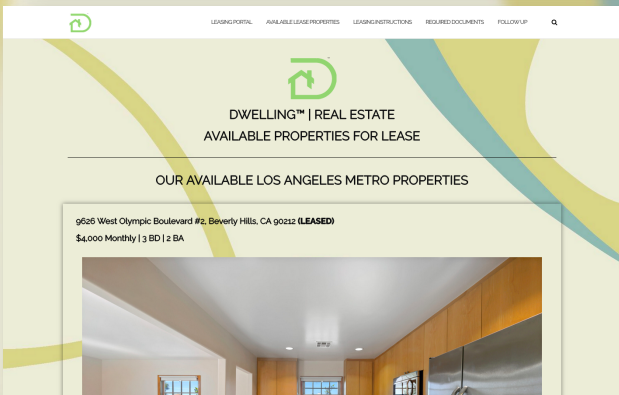 LEASING PORTAL AVAILABLE LEASE PROPERTIES LEASING INSTRUCTIONS REQUIRED DOCUMENTS FOLLOW UP
DWELLING™ | REAL ESTATE
AVAILABLE PROPERTIES FOR LEASE
OUR AVAILABLE LOS ANGELES METRO PROPERTIES
9626 West Olympic Boulevard #2, Beverly Hills, CA 90212 (LEASED)
$4,000 Monthly | 3 BD | 2 BA